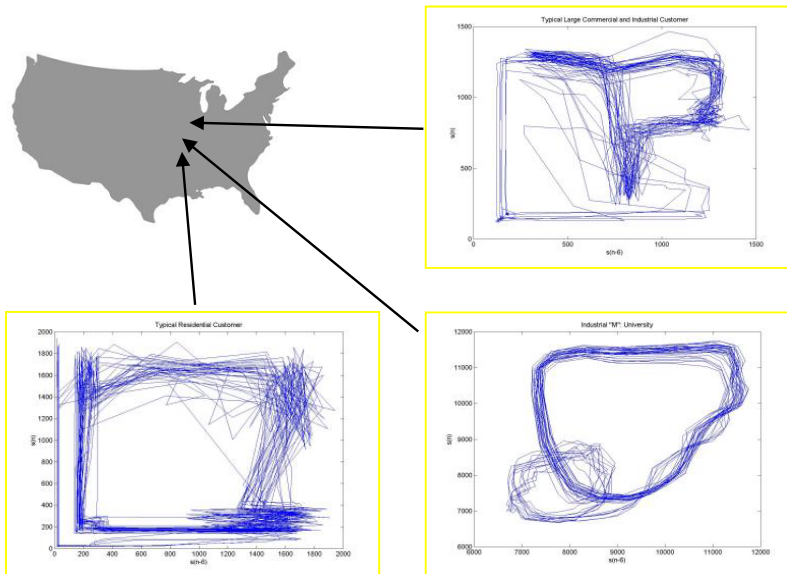 Typical Large Commercial and Industrial Customer
1500
1000
500
0
s(n)
0 500 1000 1500
s(n-6)
Typical Residential Customer
2000
1800
1600
1400
1200
1000
800
600
400
200
0
s(n)
0 200 400 600 800 1000 1200 1400 1600 1800 2000
s(n-6)
Industrial "M": University
12000
11000
10000
9000
8000
7000
6000
s(n)
6000 7000 8000 9000 10000 11000 12000
s(n-6)